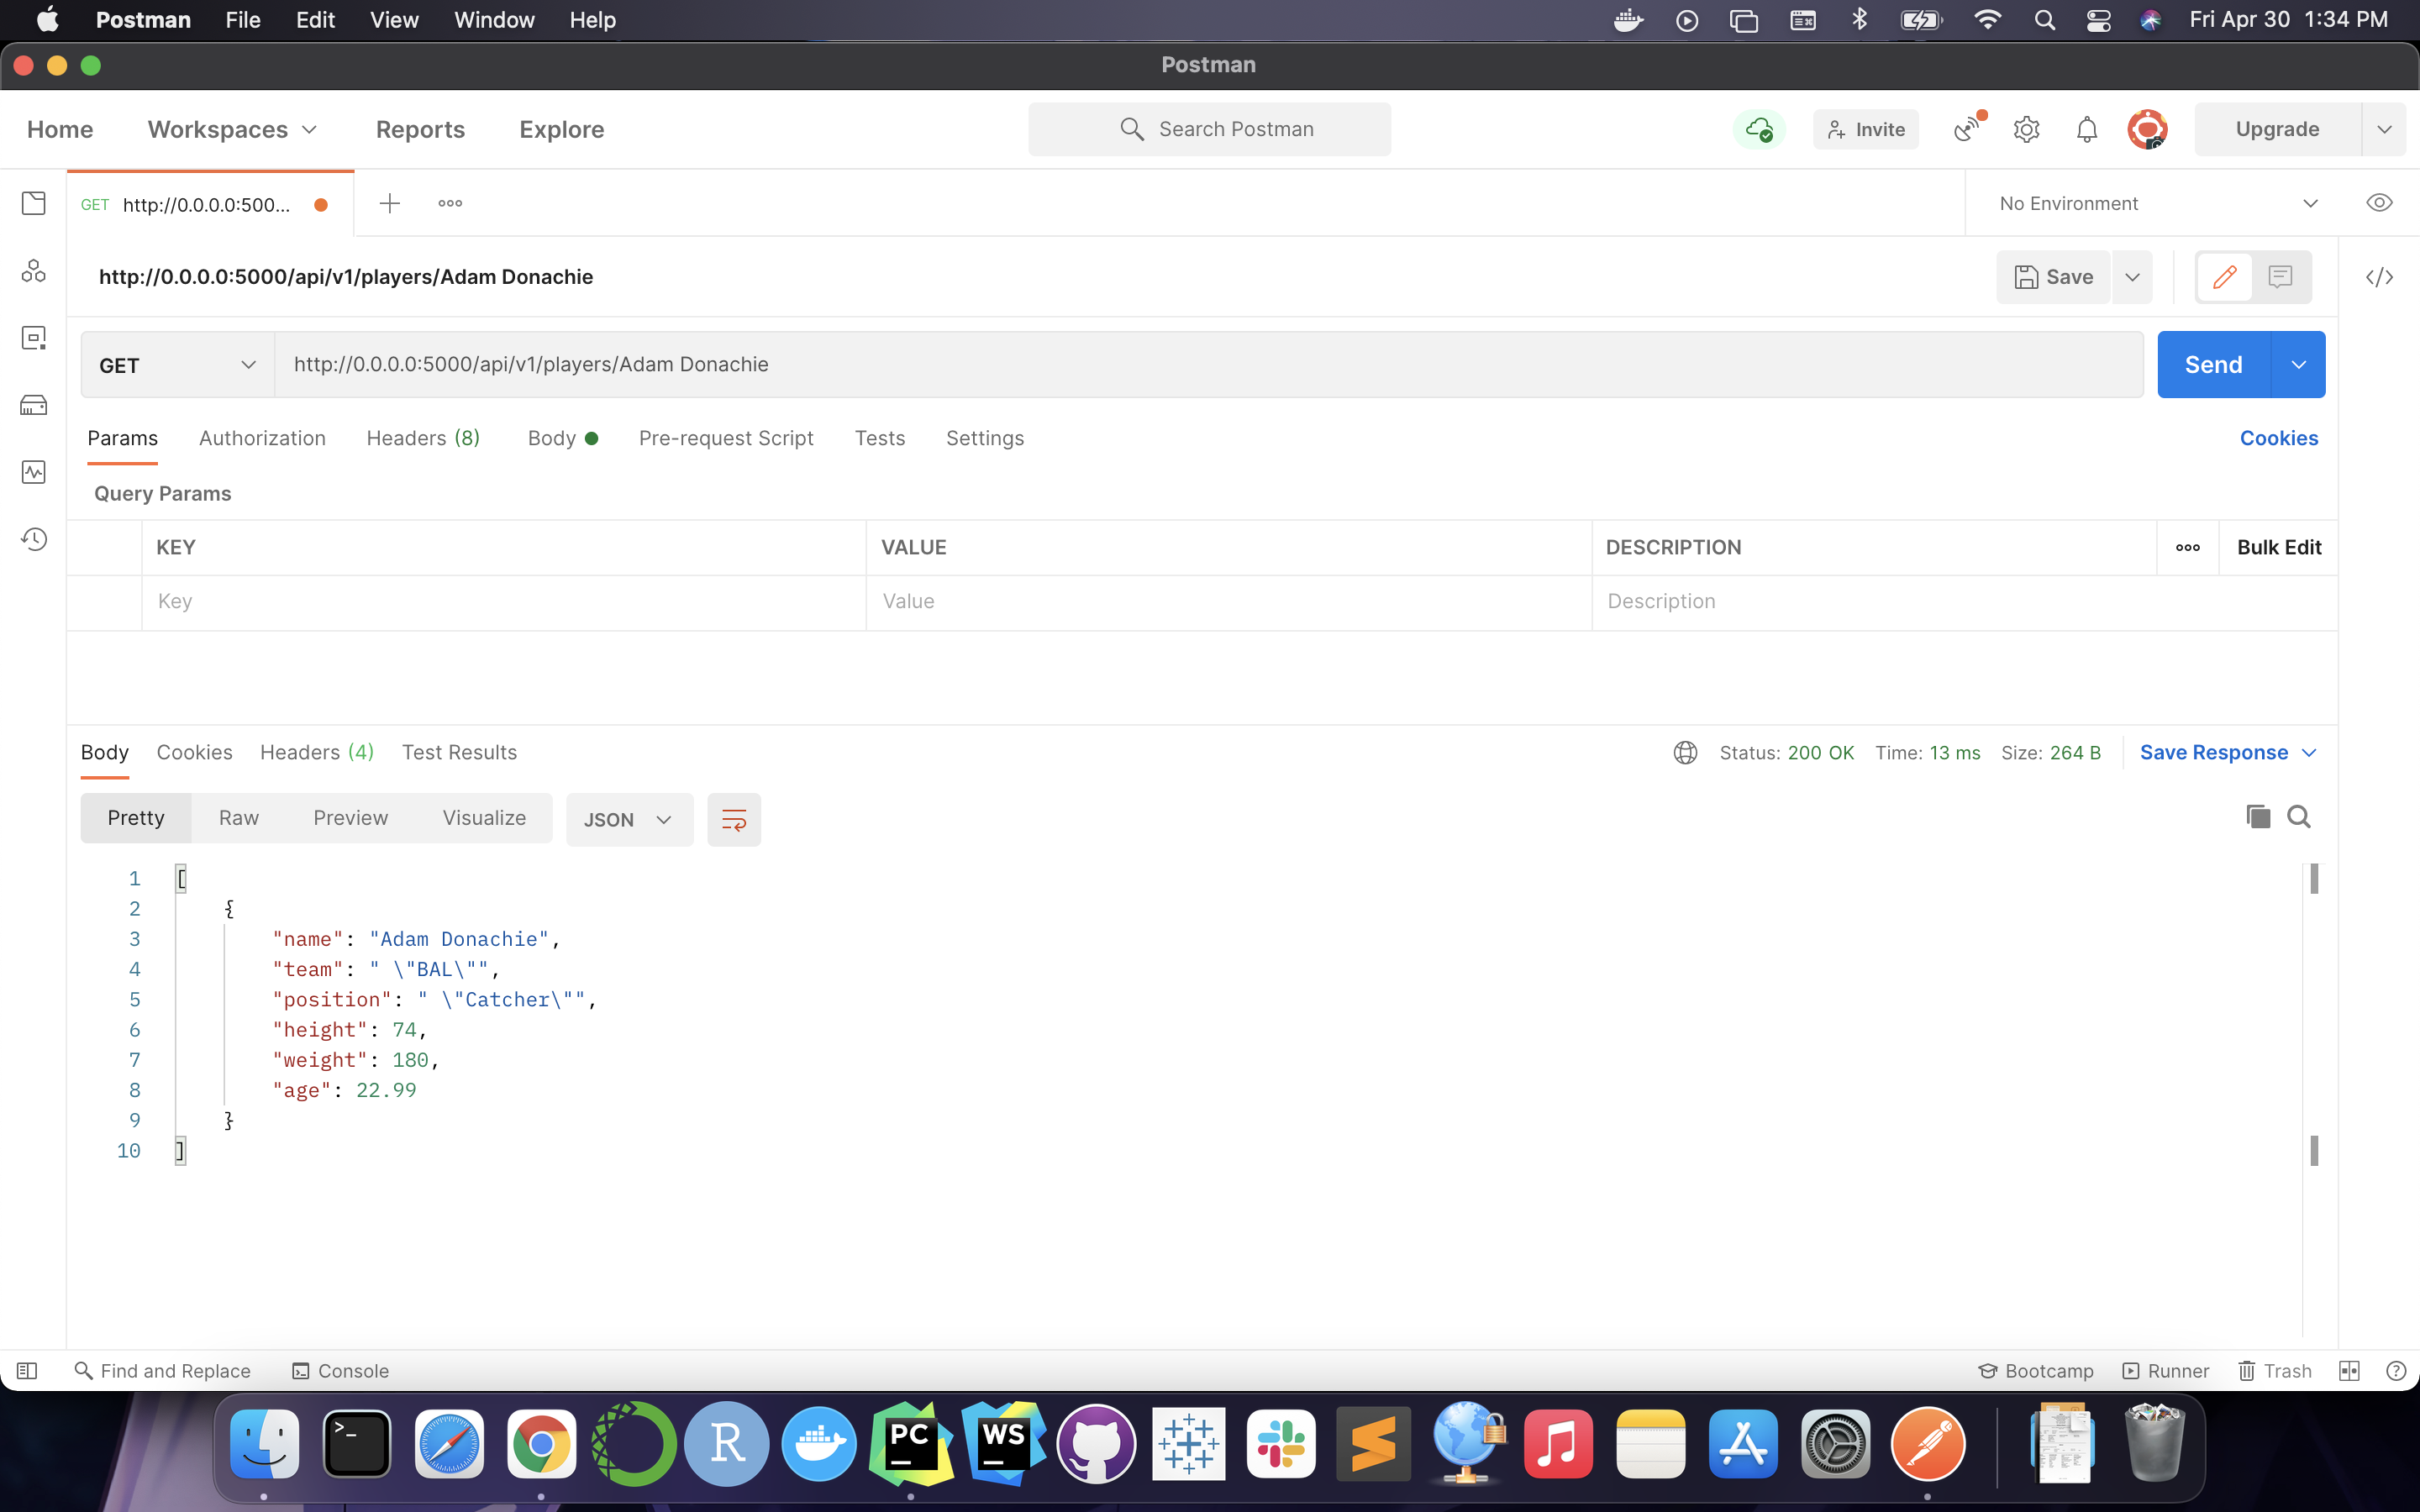 Postman File Edit View Window Help Fri Apr 30 1:34 PM
Postman
Home Workspaces Reports Explore Search Postman Invite Upgrade
GET http://0.0.0.0:500... No Environment
http://0.0.0.0:5000/api/v1/players/Adam Donachie Save
GET http://0.0.0.0:5000/api/v1/players/Adam Donachie Send
Params Authorization Headers (8) Body Pre-request Script Tests Settings Cookies
Query Params
KEY VALUE DESCRIPTION Bulk Edit
Key Value Description
Body Cookies Headers (4) Test Results Status: 200 OK Time: 13 ms Size: 264 B Save Response
Pretty Raw Preview Visualize JSON
1 [
2 {
3 "name": "Adam Donachie",
4 "team": " \"BAL\"",
5 "position": " \"Catcher\"",
6 "height": 74,
7 "weight": 180,
8 "age": 22.99
9 }
10 ]
Find and Replace Console Bootcamp Runner Trash
>_ R PC WS